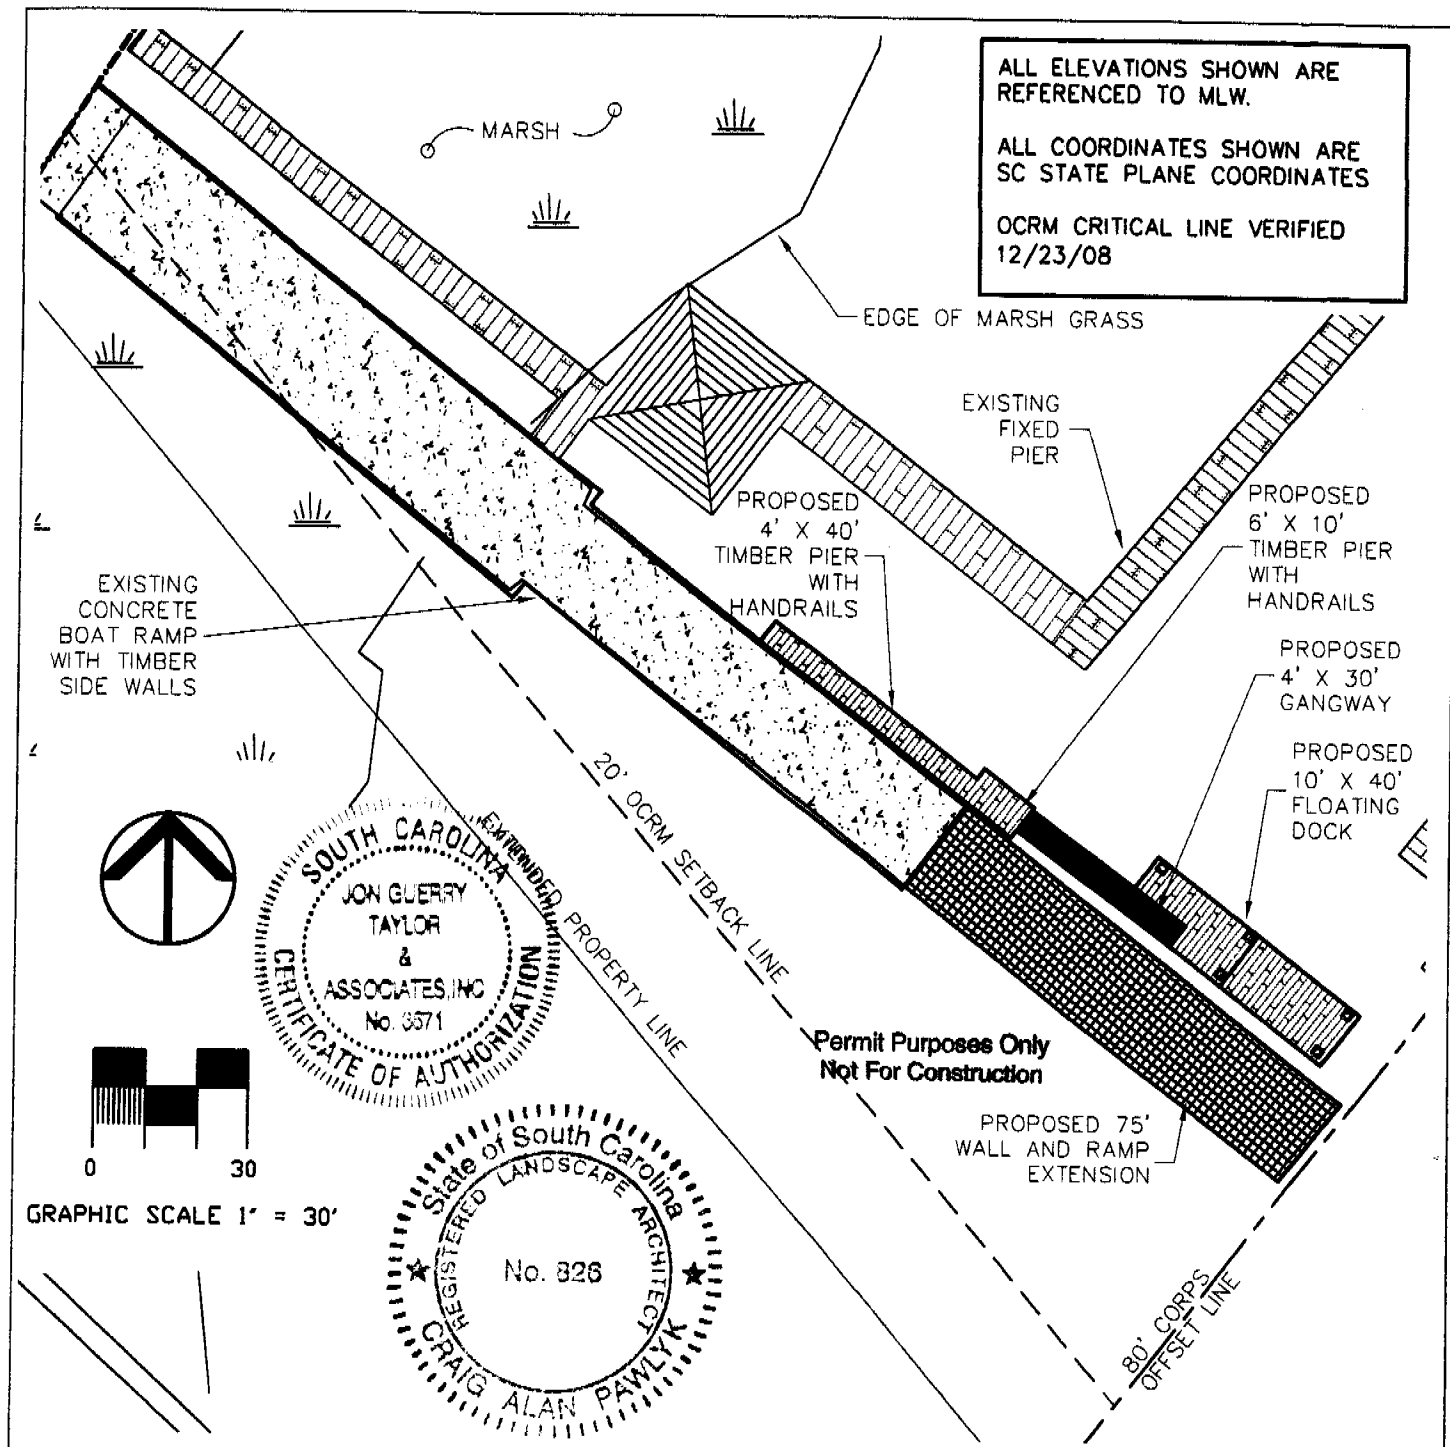 ALL ELEVATIONS SHOWN ARE
REFERENCED TO MLW.
ALL COORDINATES SHOWN ARE
SC STATE PLANE COORDINATES
OCRM CRITICAL LINE VERIFIED
12/23/08
MARSH
EDGE OF MARSH GRASS
EXISTING
FIXED
PIER
PROPOSED
4' X 40'
TIMBER PIER
WITH
HANDRAILS
PROPOSED
6' X 10'
TIMBER PIER
WITH
HANDRAILS
EXISTING
CONCRETE
BOAT RAMP
WITH TIMBER
SIDE WALLS
PROPOSED
4' X 30'
GANGWAY
PROPOSED
10' X 40'
FLOATING
DOCK
20' OCRM SETBACK LINE
EXTENDED PROPERTY LINE
SOUTH CAROLINA
JON GUERRY
TAYLOR
&
ASSOCIATES, INC
No. 3571
CERTIFICATE OF AUTHORIZATION
Permit Purposes Only
Not For Construction
PROPOSED 75'
WALL AND RAMP
EXTENSION
0 30
GRAPHIC SCALE 1" = 30'
State of South Carolina
REGISTERED LANDSCAPE ARCHITECT
No. 826
CRAIG ALAN PAWLYK
80' CORPS
OFFSET LINE